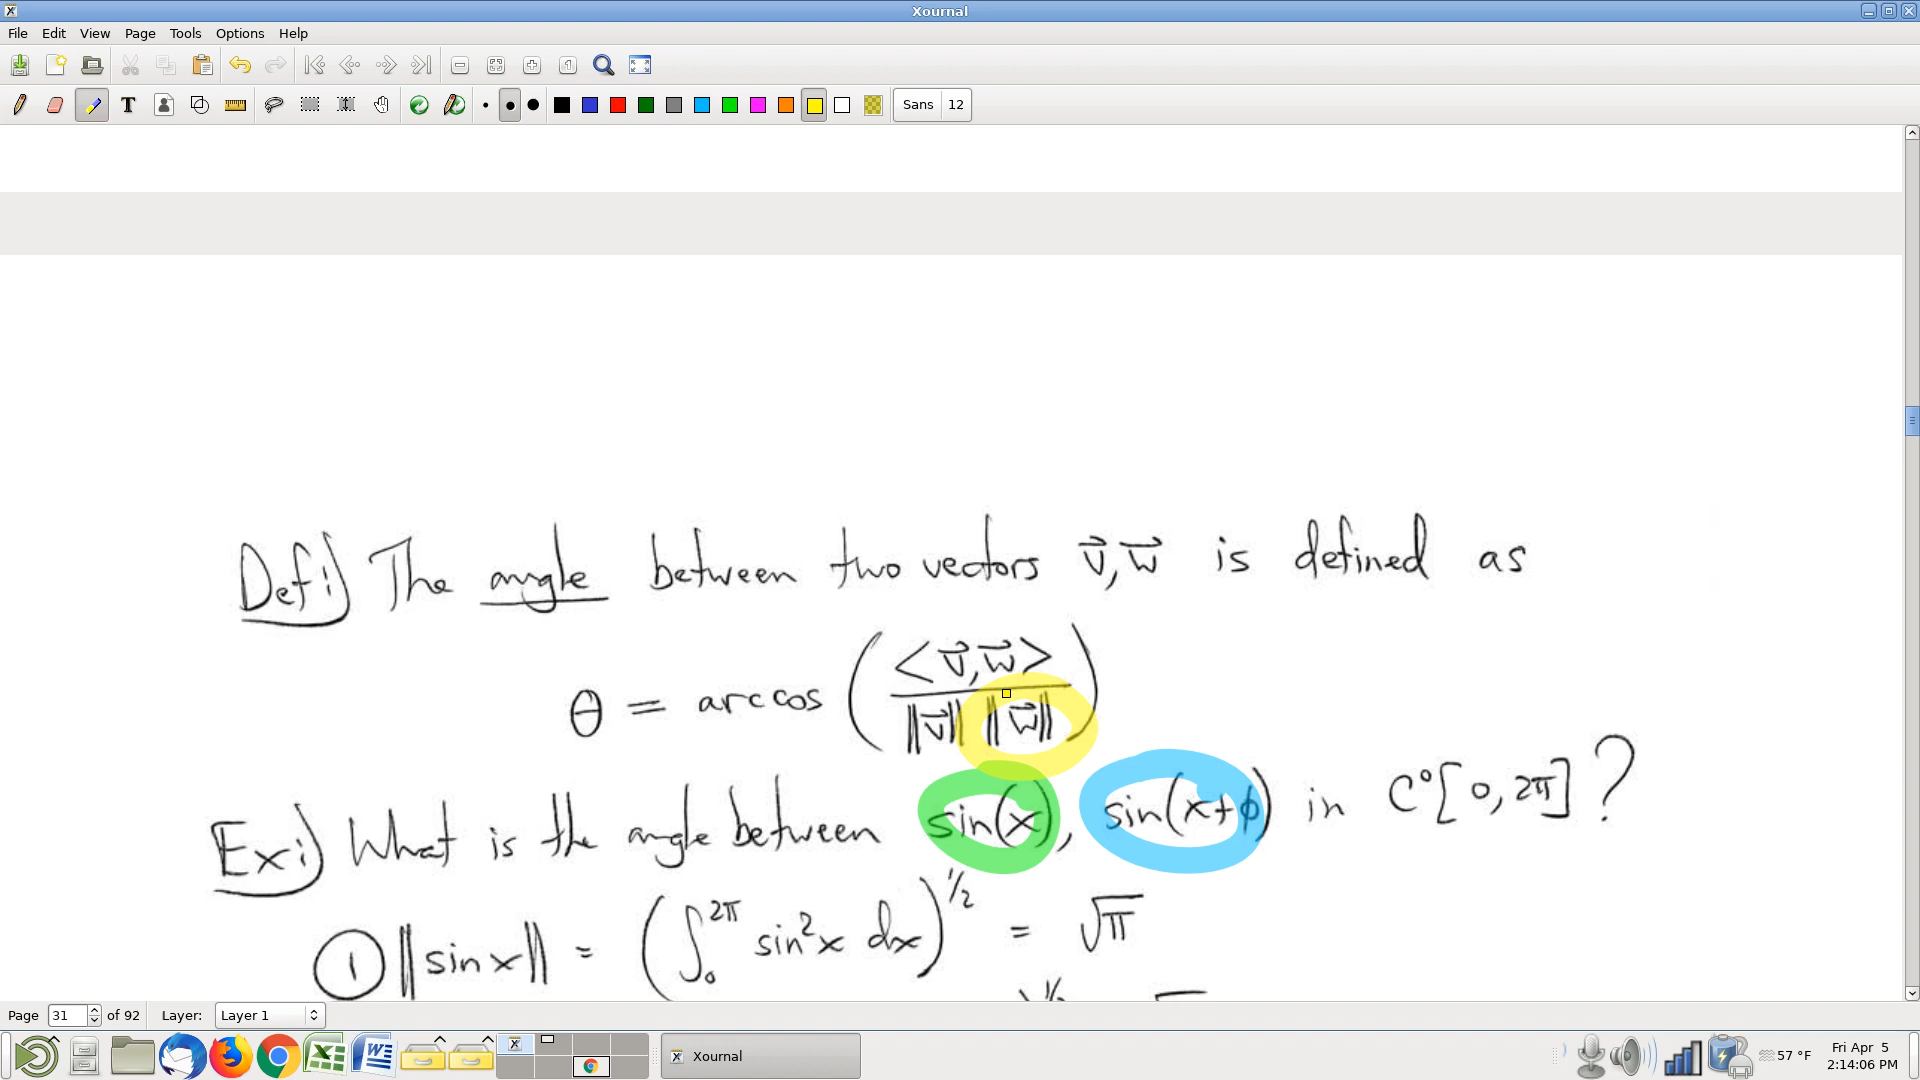 Xournal
File Edit View Page Tools Options Help
Sans 12
Def:) The angle between two vectors v⃗, w⃗ is defined as
θ = arccos ( <v⃗, w⃗> / ‖v⃗‖ ‖w⃗‖ )
Ex:) What is the angle between sin(x), sin(x+ϕ) in C⁰[0, 2π]?
① ‖sin x‖ = (∫₀^2π sin²x dx)^1/2 = √π
Page 31 of 92 Layer: Layer 1
Xournal
57 °F
Fri Apr 5
2:14:06 PM